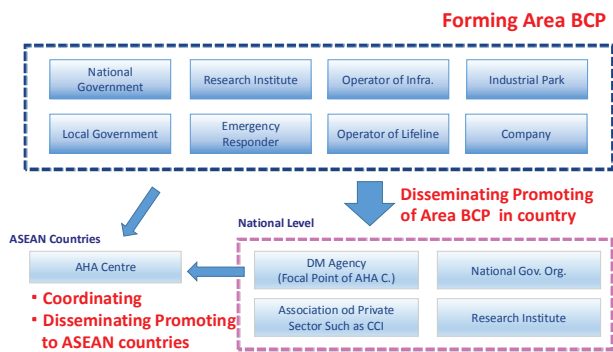 Forming Area BCP
National
Government
Research Institute
Operator of Infra.
Industrial Park
Local Government
Emergency
Responder
Operator of Lifeline
Company
Disseminating Promoting
of Area BCP in country
National Level
ASEAN Countries
AHA Centre
DM Agency
(Focal Point of AHA C.)
National Gov. Org.
・Coordinating
・Disseminating Promoting
to ASEAN countries
Association od Private
Sector Such as CCI
Research Institute